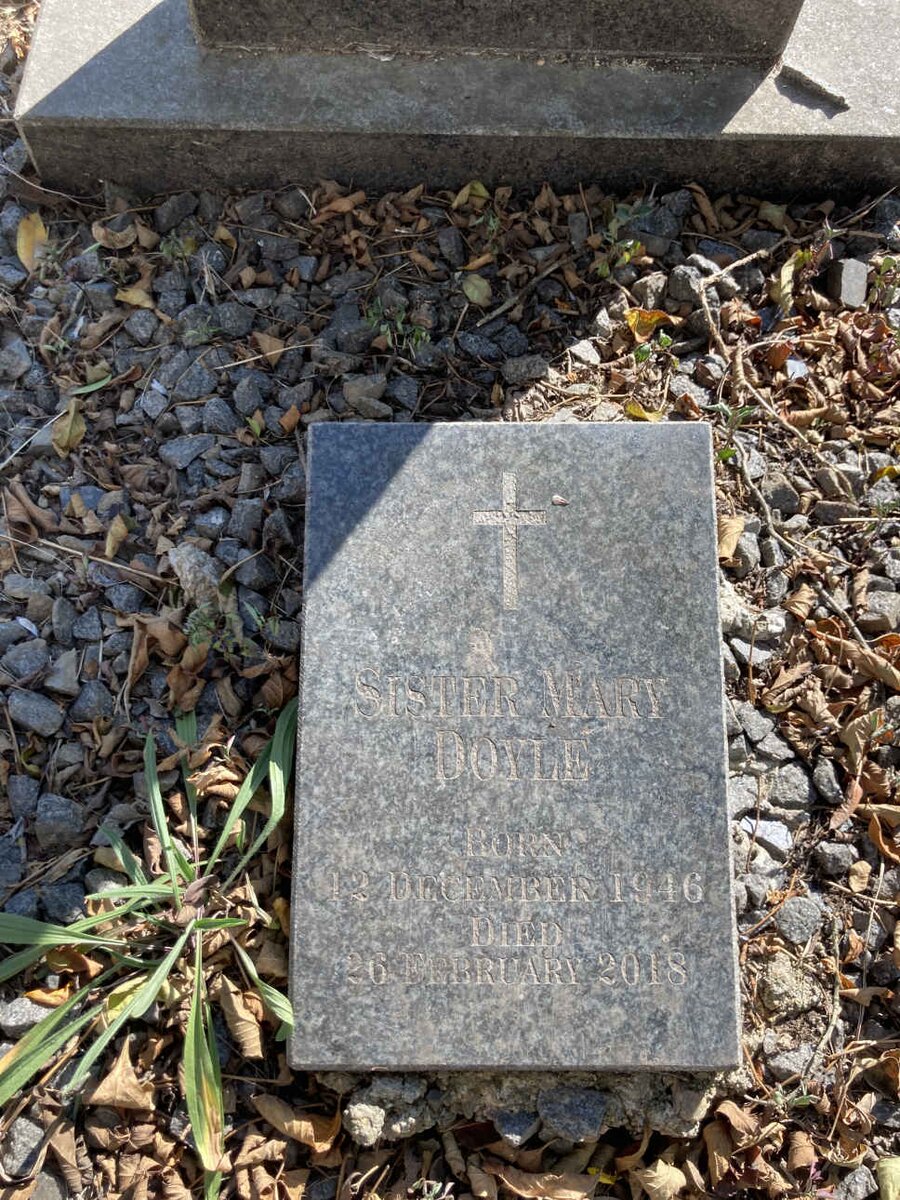 SISTER MARY
DOYLE
BORN
12 DECEMBER 1946
DIED
26 FEBRUARY 2018